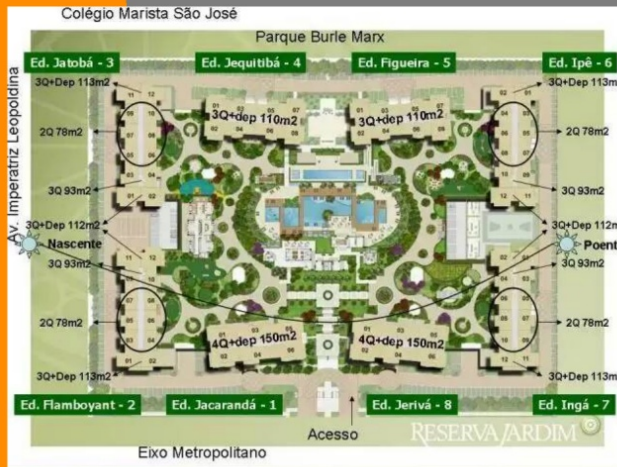 Colégio Marista São José
Parque Burle Marx
Ed. Jatobá - 3
Ed. Jequitibá - 4
Ed. Figueira - 5
Ed. Ipê - 6
Av. Imperatriz Leopoldina
3Q+Dep 113m2
3Q+dep 110m2
3Q+dep 110m2
3Q+Dep 113m
2Q 78m2
2Q 78m2
3Q 93m2
3Q 93m2
3Q+Dep 112m2
3Q+Dep 112m
Nascente
Poent
3Q 93m2
3Q 93m2
2Q 78m2
2Q 78m2
4Q+dep 150m2
4Q+dep 150m2
3Q+Dep 113m2
3Q+Dep 113m
Ed. Flamboyant - 2
Ed. Jacarandá - 1
Ed. Jerivá - 8
Ed. Ingá - 7
Acesso
RESERVA JARDIM
Eixo Metropolitano